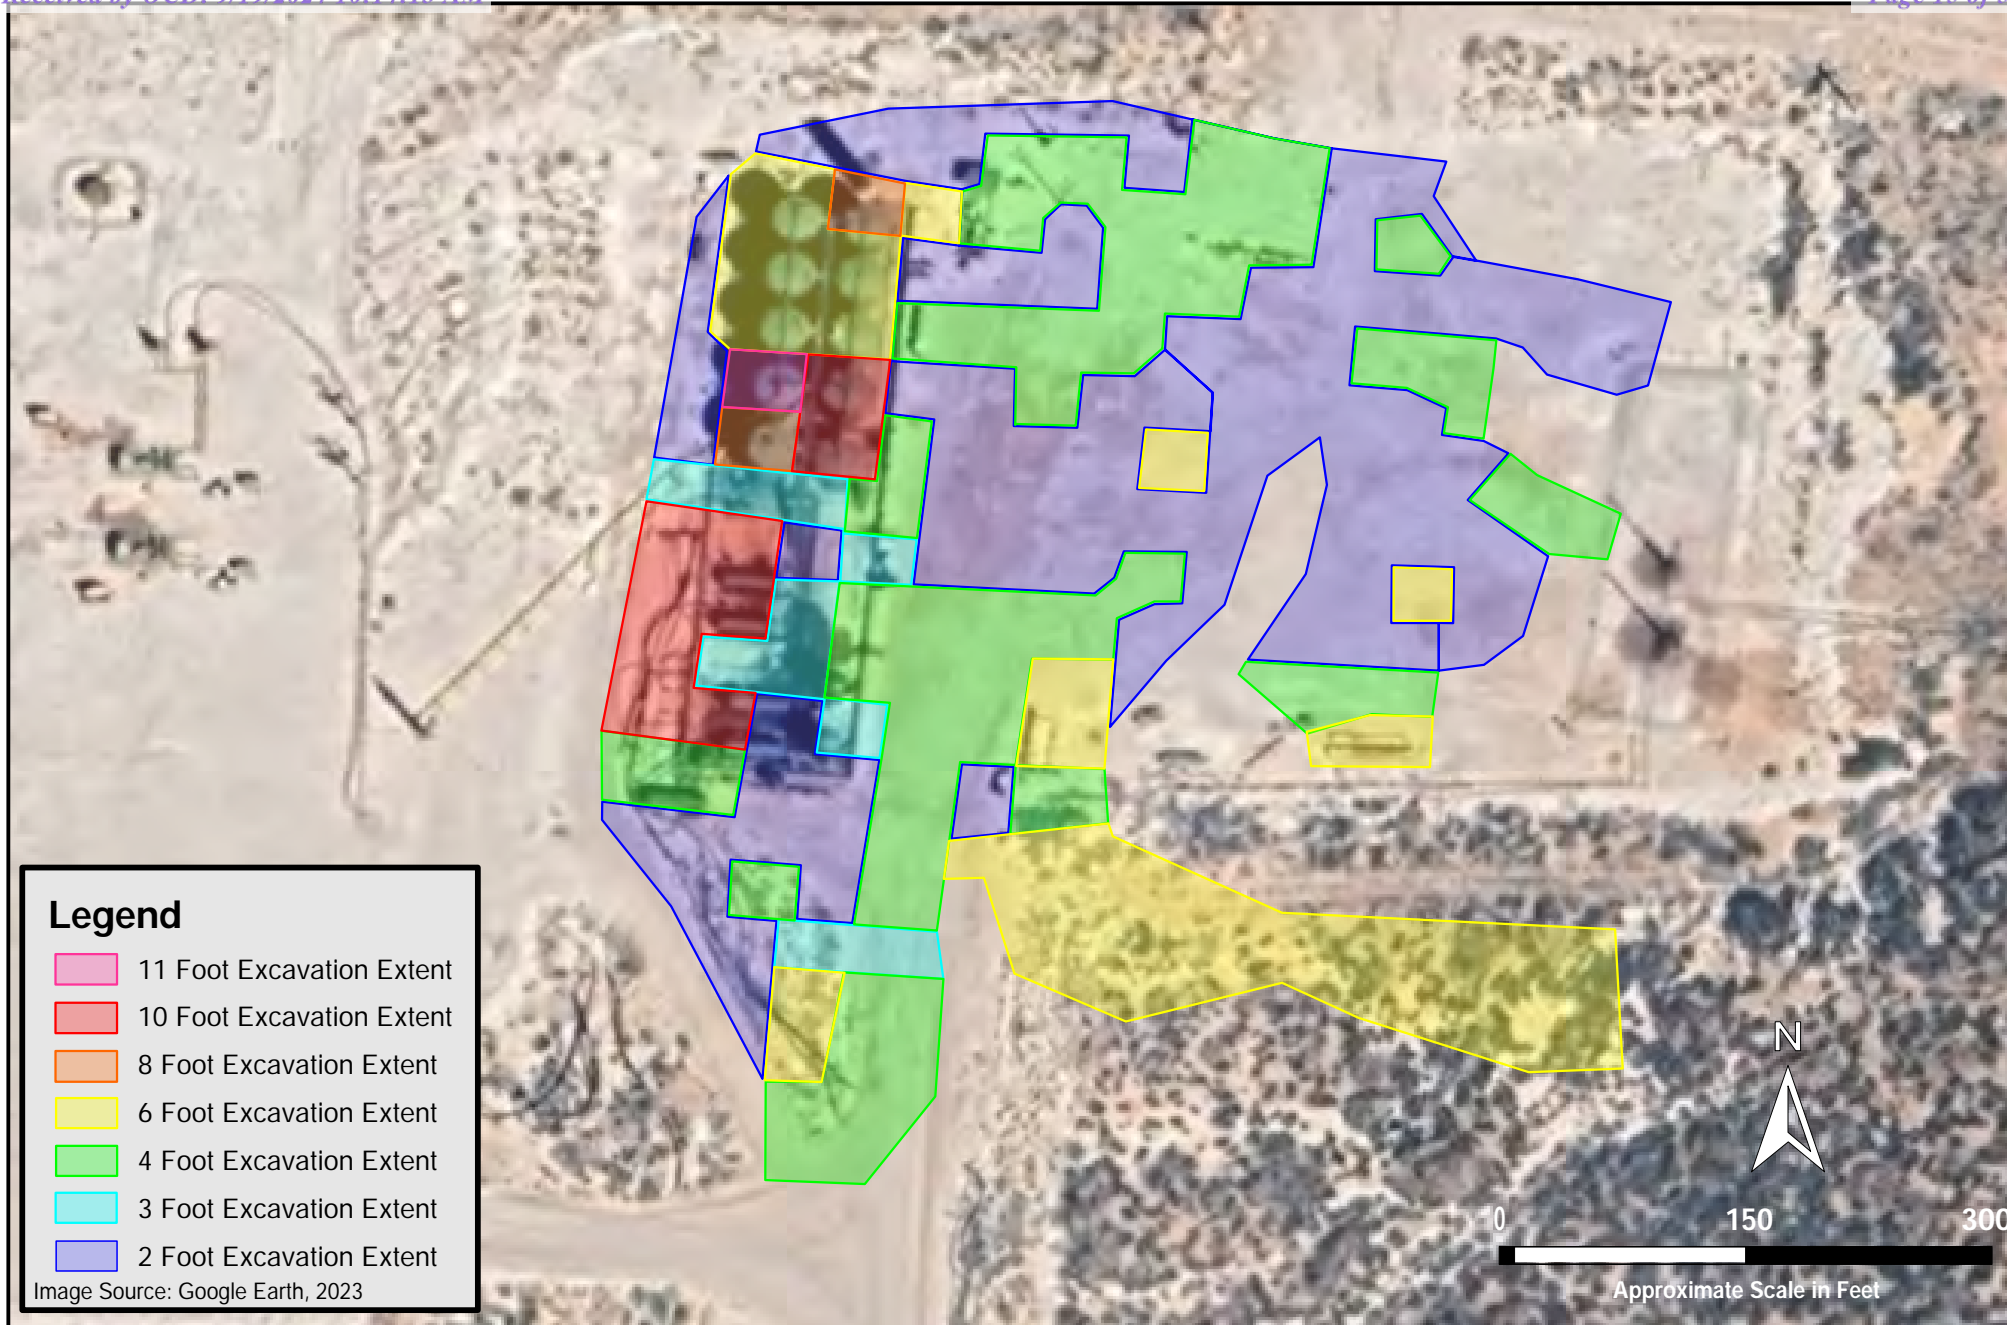 Legend
11 Foot Excavation Extent
10 Foot Excavation Extent
8 Foot Excavation Extent
6 Foot Excavation Extent
4 Foot Excavation Extent
3 Foot Excavation Extent
2 Foot Excavation Extent
Image Source: Google Earth, 2023
N
0 150 300
Approximate Scale in Feet